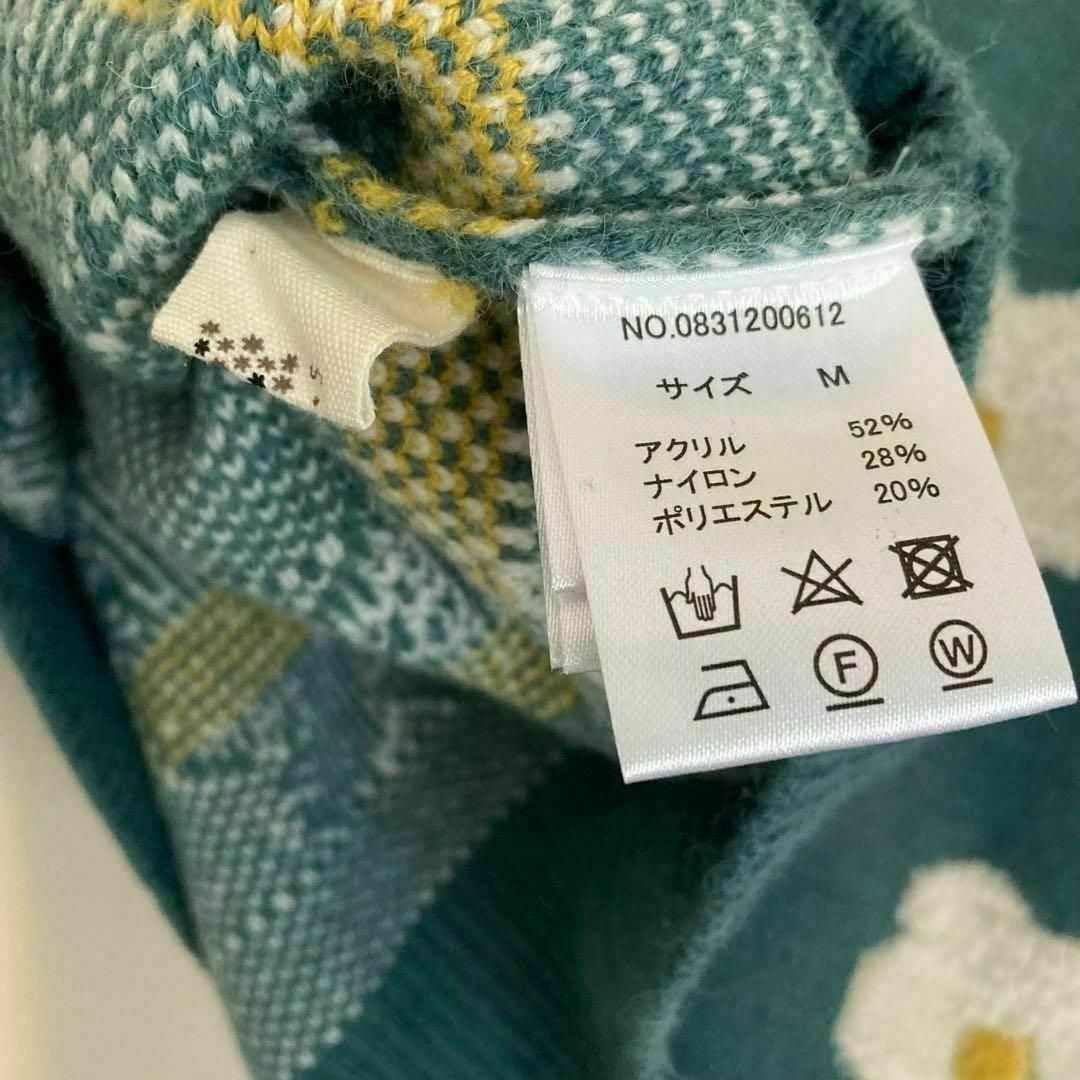 NO.0831200612
サイズ M
アクリル 52%
ナイロン 28%
ポリエステル 20%
F W